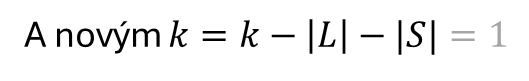 A novým k = k − |L| − |S| = 1